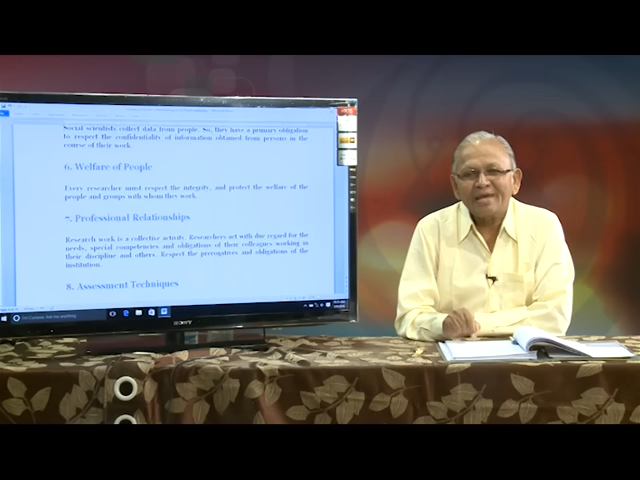 Social scientists collect data from people. So, they have a primary obligation
to respect the confidentiality of information obtained from persons in the
course of their work.
6. Welfare of People
Every researcher must respect the integrity, and protect the welfare of the
people and groups with whom they work.
7. Professional Relationships
Research work is a collective activity. Researchers act with due regard for the
needs, special competencies and obligations of their colleagues working in
their discipline and others. Respect the prerogatives and obligations of the
institution.
8. Assessment Techniques
SONY